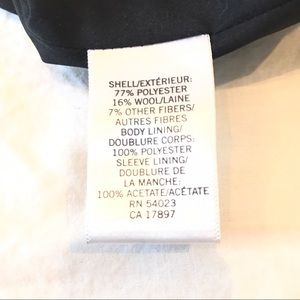 SHELL/EXTÉRIEUR:
77% POLYESTER
16% WOOL/LAINE
7% OTHER FIBERS/
AUTRES FIBRES
BODY LINING/
DOUBLURE CORPS:
100% POLYESTER
SLEEVE LINING/
DOUBLURE DE
LA MANCHE:
100% ACETATE/ACÉTATE
RN 54023
CA 17897